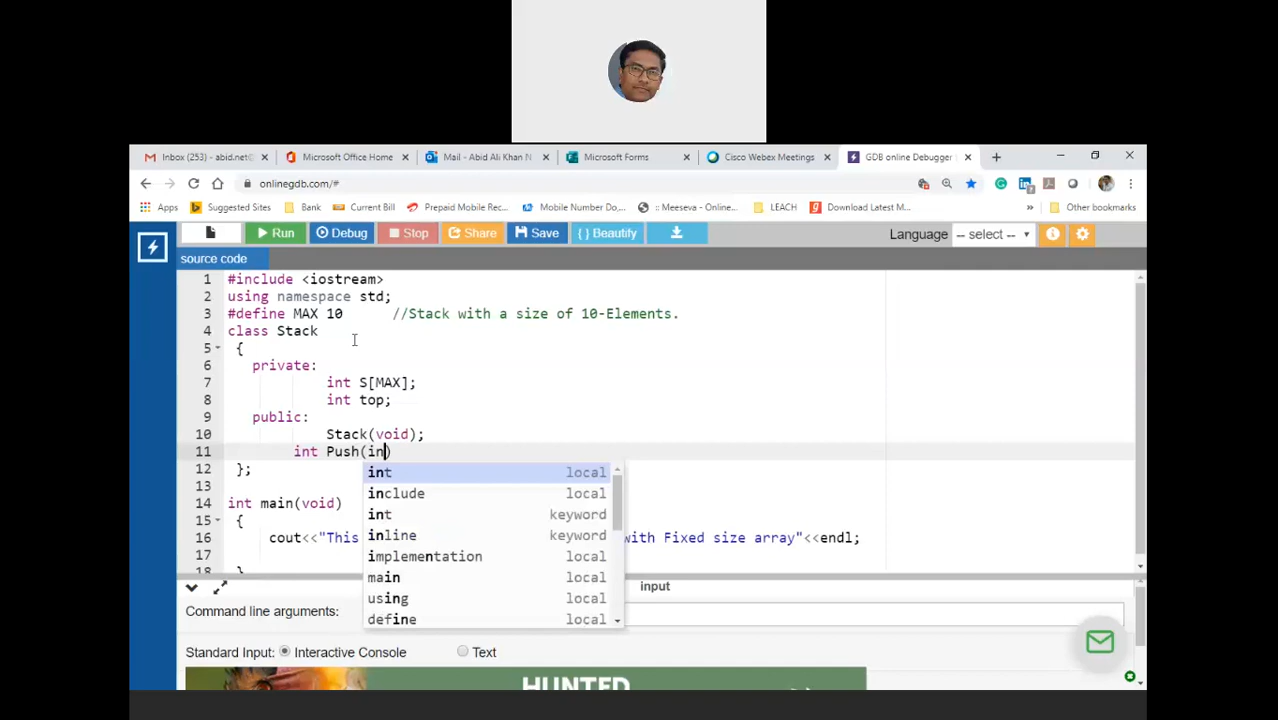 Inbox (253) - abid.net@
Microsoft Office Home
Mail - Abid Ali Khan N
Microsoft Forms
Cisco Webex Meetings
GDB online Debugger |
onlinegdb.com/#
Apps
Suggested Sites
Bank
Current Bill
Prepaid Mobile Rec...
Mobile Number Do,...
:: Meeseva - Online...
LEACH
Download Latest M...
»
Other bookmarks
Run
Debug
Stop
Share
Save
{ } Beautify
Language
-- select --
source code
1 #include <iostream>
2 using namespace std;
3 #define MAX 10 //Stack with a size of 10-Elements.
4 class Stack
5 {
6 private:
7 int S[MAX];
8 int top;
9 public:
10 Stack(void);
11 int Push(in)
12 };
13
14 int main(void)
15 {
16 cout<<"This with Fixed size array"<<endl;
17
18 }
int local
include local
int keyword
inline keyword
implementation local
main local
using local
define local
input
Command line arguments:
Standard Input:
Interactive Console
Text
HUNTED